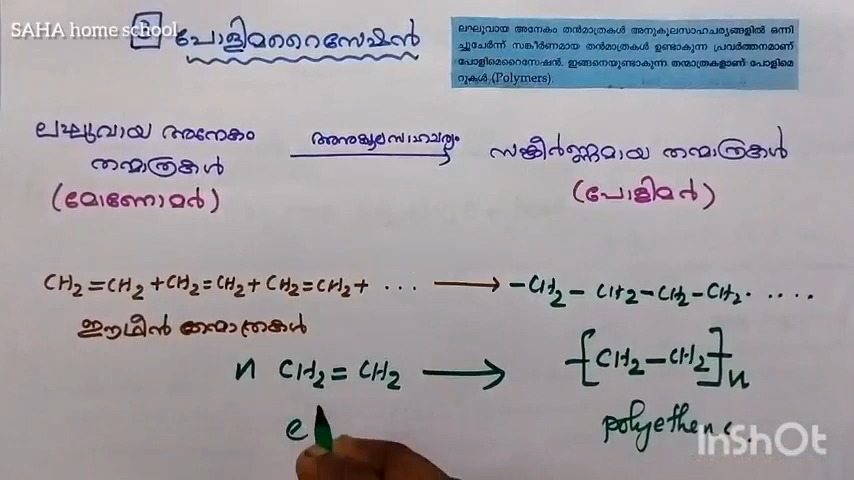 SAHA home school
പോളിമറൈസേഷൻ
ലഘുവായ അനേകം തൻമാത്രകൾ അനുകൂലസാഹചര്യങ്ങളിൽ ഒന്നി
ച്ചുചേർന്ന് സങ്കീർണമായ തൻമാത്രകൾ ഉണ്ടാകുന്ന പ്രവർത്തനമാണ്
പോളിമെറൈസേഷൻ. ഇങ്ങനെയുണ്ടാകുന്ന തന്മാത്രകളാണ് പോളിമെ
റുകൾ (Polymers).
ലഘുവായ അനേകം
തന്മാത്രകൾ
(മോണോമർ)
അനുകൂലസാഹചര്യം
സങ്കീർണ്ണമായ തന്മാത്രകൾ
(പോളിമർ)
CH₂=CH₂ + CH₂=CH₂ + CH₂=CH₂ + ... → –CH₂ – CH2 – CH₂ – CH₂. ....
ഈഥീൻ തന്മാത്രകൾ
n CH₂ = CH₂ → –[CH₂ – CH₂]–n
e
polyethene.
InShOt